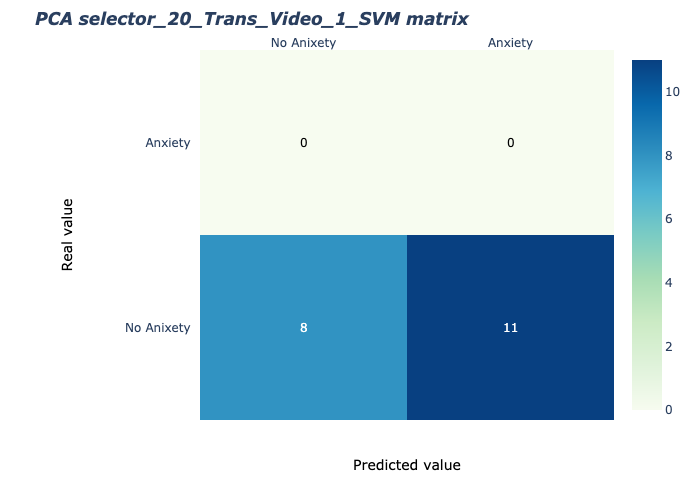 PCA selector_20_Trans_Video_1_SVM matrix
No Anixety Anxiety
10
Anxiety 0 0
8
6
Real value
4
No Anixety 8 11
2
0
Predicted value